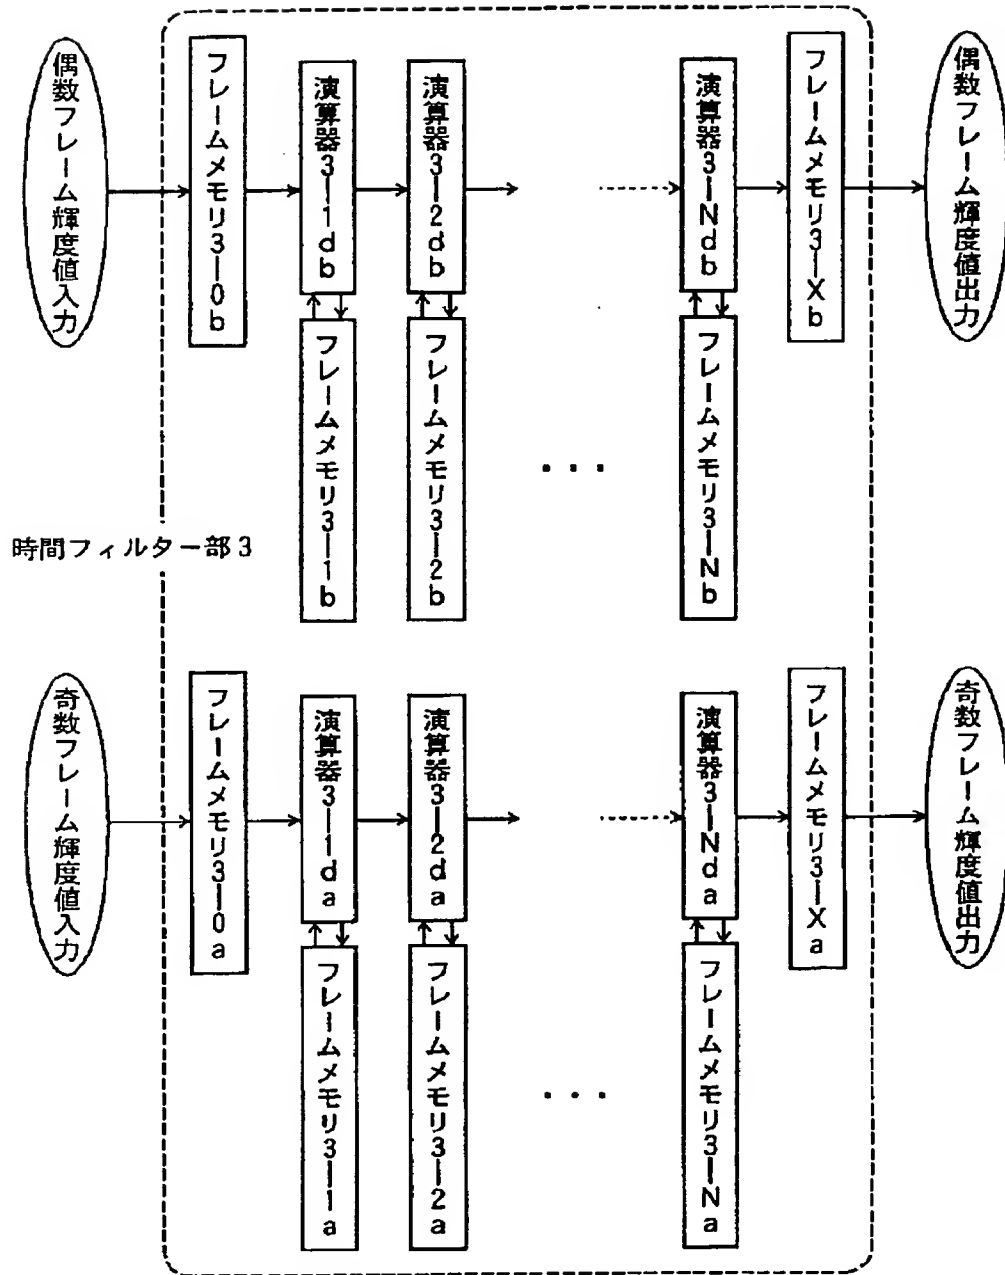 偶数フレーム輝度値入力
フレームメモリ3―0b
演算器3―1db
演算器3―2db
演算器3―Ndb
フレームメモリ3―Xb
偶数フレーム輝度値出力
フレームメモリ3―1b
フレームメモリ3―2b
・・・
フレームメモリ3―Nb
時間フィルター部3
奇数フレーム輝度値入力
フレームメモリ3―0a
演算器3―1da
演算器3―2da
演算器3―Nda
フレームメモリ3―Xa
奇数フレーム輝度値出力
フレームメモリ3―1a
フレームメモリ3―2a
・・・
フレームメモリ3―Na